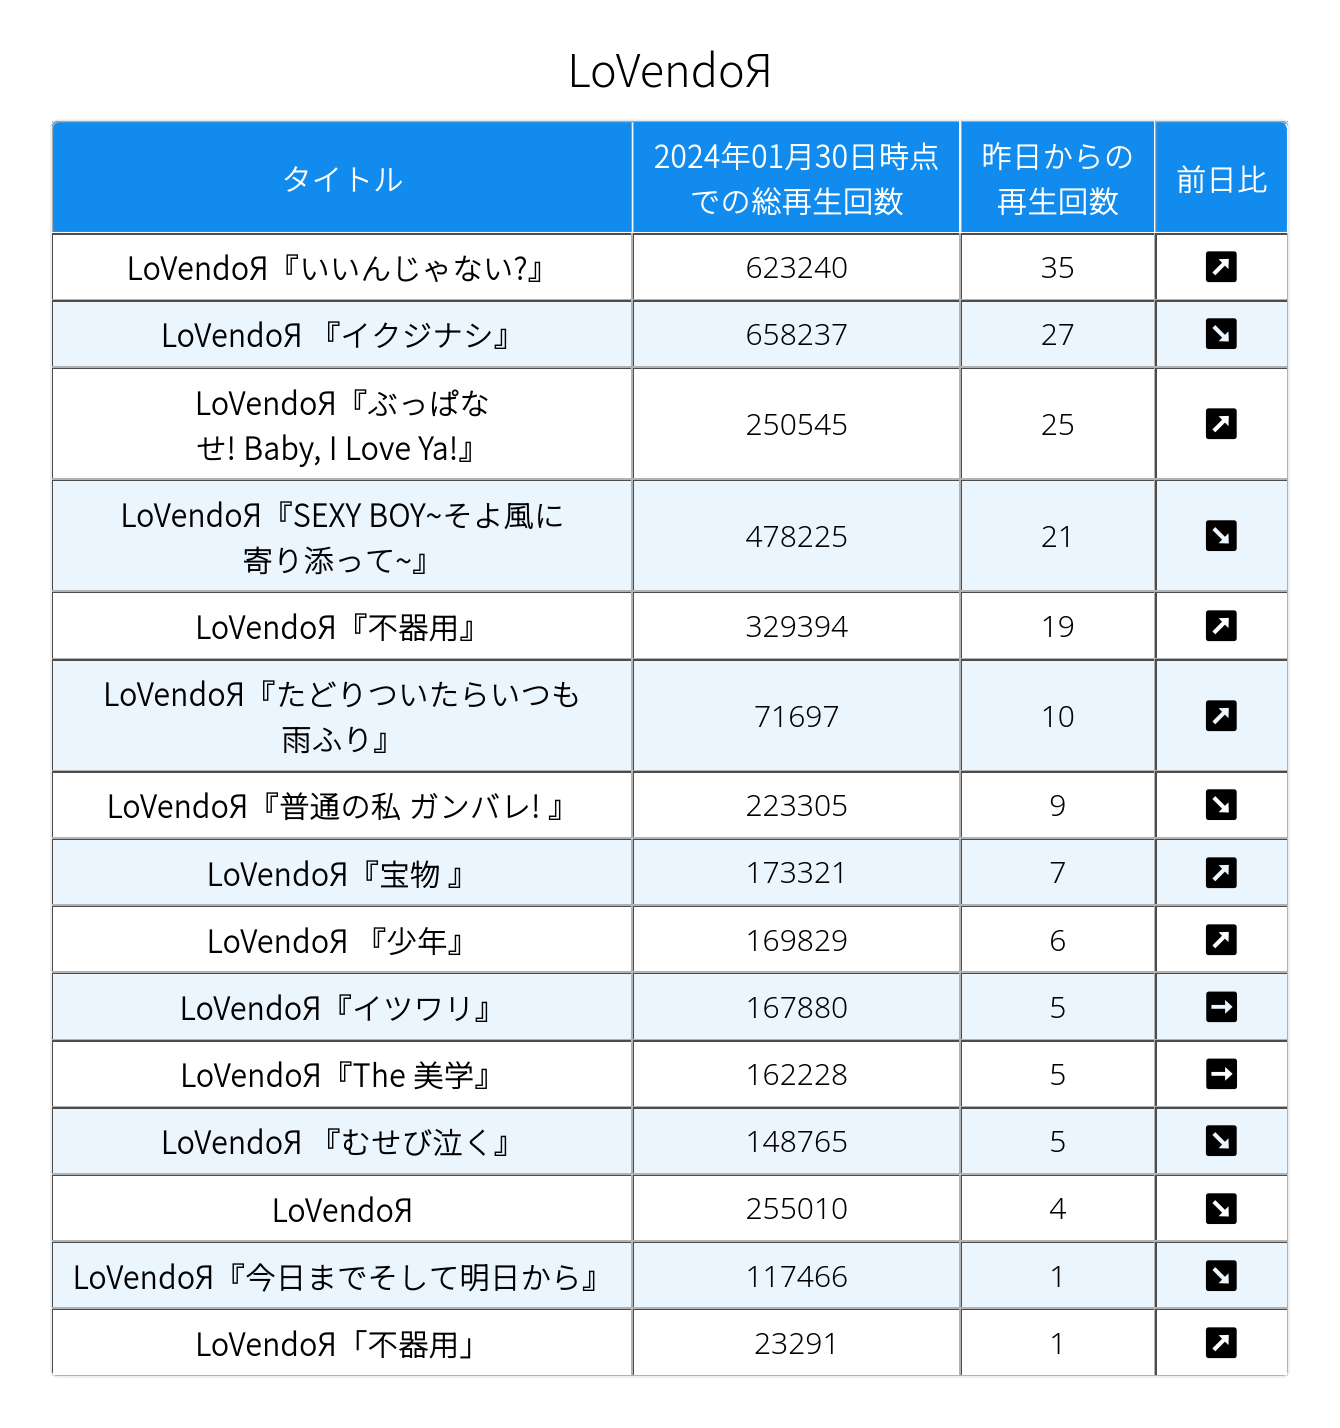 LoVendoЯ
タイトル
2024年01月30日時点
での総再生回数
昨日からの
再生回数
前日比
LoVendoЯ『いいんじゃない?』
623240
35
LoVendoЯ 『イクジナシ』
658237
27
LoVendoЯ『ぶっぱな
せ! Baby, I Love Ya!』
250545
25
LoVendoЯ『SEXY BOY~そよ風に
寄り添って~』
478225
21
LoVendoЯ『不器用』
329394
19
LoVendoЯ『たどりついたらいつも
雨ふり』
71697
10
LoVendoЯ『普通の私 ガンバレ! 』
223305
9
LoVendoЯ『宝物 』
173321
7
LoVendoЯ 『少年』
169829
6
LoVendoЯ『イツワリ』
167880
5
LoVendoЯ『The 美学』
162228
5
LoVendoЯ 『むせび泣く』
148765
5
LoVendoЯ
255010
4
LoVendoЯ『今日までそして明日から』
117466
1
LoVendoЯ「不器用」
23291
1